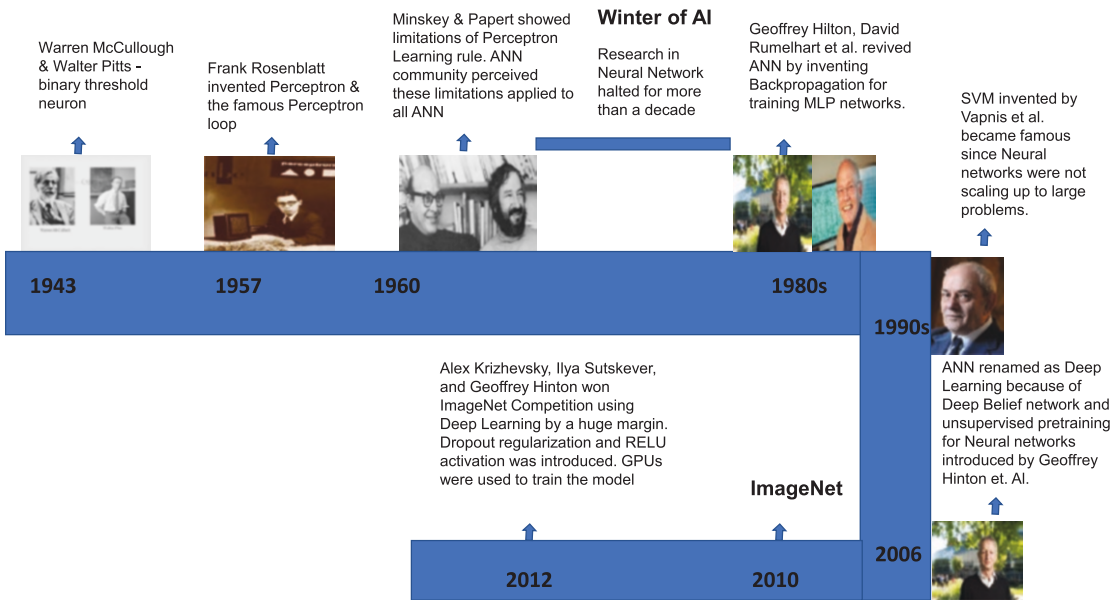 Warren McCullough
& Walter Pitts -
binary threshold
neuron
Frank Rosenblatt
invented Perceptron &
the famous Perceptron
loop
Minskey & Papert showed
limitations of Perceptron
Learning rule. ANN
community perceived
these limitations applied to
all ANN
Winter of AI
Research in
Neural Network
halted for more
than a decade
Geoffrey Hilton, David
Rumelhart et al. revived
ANN by inventing
Backpropagation for
training MLP networks.
SVM invented by
Vapnis et al.
became famous
since Neural
networks were not
scaling up to large
problems.
1943
1957
1960
1980s
1990s
ANN renamed as Deep
Learning because of
Deep Belief network and
unsupervised pretraining
for Neural networks
introduced by Geoffrey
Hinton et. Al.
2006
ImageNet
2010
Alex Krizhevsky, Ilya Sutskever,
and Geoffrey Hinton won
ImageNet Competition using
Deep Learning by a huge margin.
Dropout regularization and RELU
activation was introduced. GPUs
were used to train the model
2012